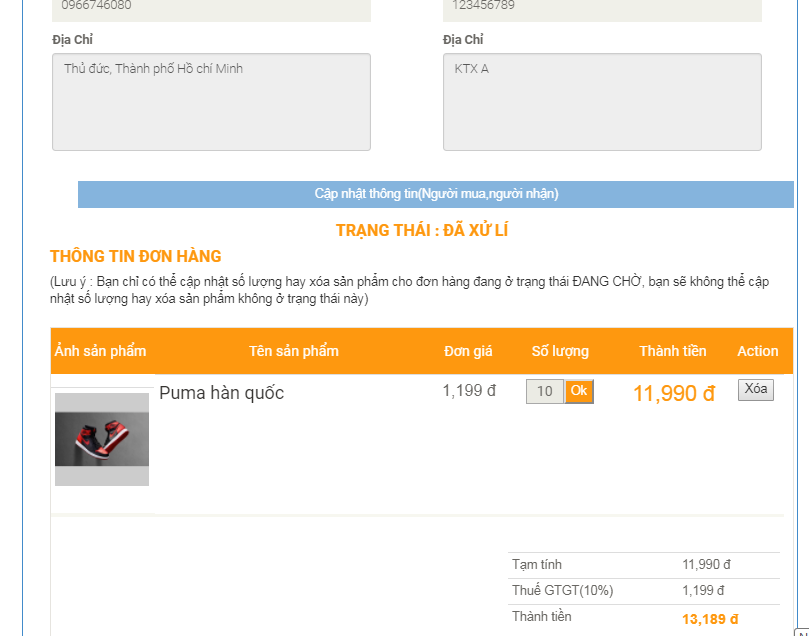 0966746080
123456789
Địa Chỉ
Địa Chỉ
Thủ đức, Thành phố Hồ chí Minh
KTX A
Cập nhật thông tin(Người mua,người nhận)
TRẠNG THÁI : ĐÃ XỬ LÍ
THÔNG TIN ĐƠN HÀNG
(Lưu ý : Bạn chỉ có thể cập nhật số lượng hay xóa sản phẩm cho đơn hàng đang ở trạng thái ĐANG CHỜ, bạn sẽ không thể cập
nhật số lượng hay xóa sản phẩm không ở trạng thái này)
Ảnh sản phẩm Tên sản phẩm Đơn giá Số lượng Thành tiền Action
Puma hàn quốc 1,199 đ 10 Ok 11,990 đ Xóa
Tạm tính 11,990 đ
Thuế GTGT(10%) 1,199 đ
Thành tiền 13,189 đ